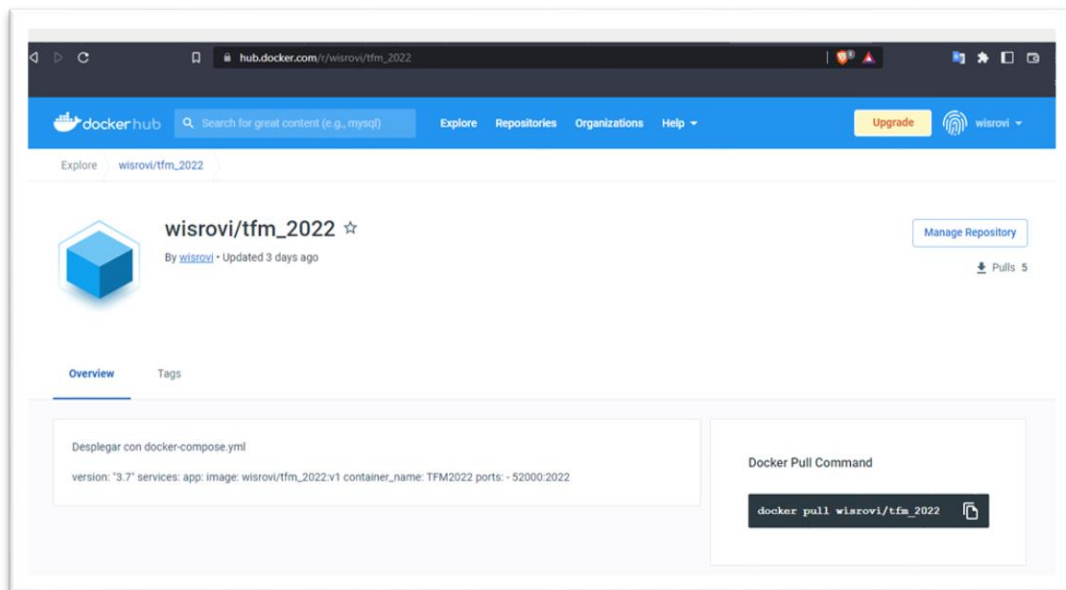 hub.docker.com/r/wisrovi/tfm_2022
dockerhub Search for great content (e.g., mysql) Explore Repositories Organizations Help Upgrade wisrovi
Explore wisrovi/tfm_2022
wisrovi/tfm_2022
Manage Repository
By wisrovi • Updated 3 days ago
Pulls 5
Overview Tags
Desplegar con docker-compose.yml
version: "3.7" services: app: image: wisrovi/tfm_2022:v1 container_name: TFM2022 ports: - 52000:2022
Docker Pull Command
docker pull wisrovi/tfm_2022